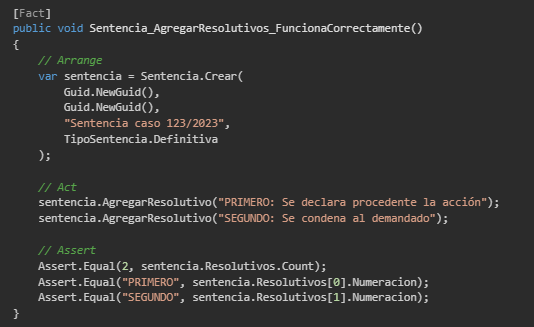 [Fact]
public void Sentencia_AgregarResolutivos_FuncionaCorrectamente()
{
    // Arrange
    var sentencia = Sentencia.Crear(
        Guid.NewGuid(),
        Guid.NewGuid(),
        "Sentencia caso 123/2023",
        TipoSentencia.Definitiva
    );

    // Act
    sentencia.AgregarResolutivo("PRIMERO: Se declara procedente la acción");
    sentencia.AgregarResolutivo("SEGUNDO: Se condena al demandado");

    // Assert
    Assert.Equal(2, sentencia.Resolutivos.Count);
    Assert.Equal("PRIMERO", sentencia.Resolutivos[0].Numeracion);
    Assert.Equal("SEGUNDO", sentencia.Resolutivos[1].Numeracion);
}